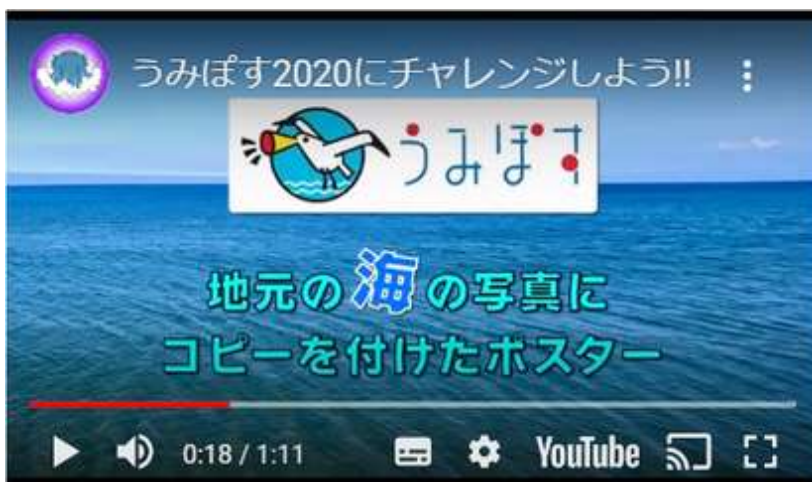 うみぽす2020にチャレンジしよう!!
うみぽす
地元の海の写真に
コピーを付けたポスター
0:18 / 1:11
YouTube